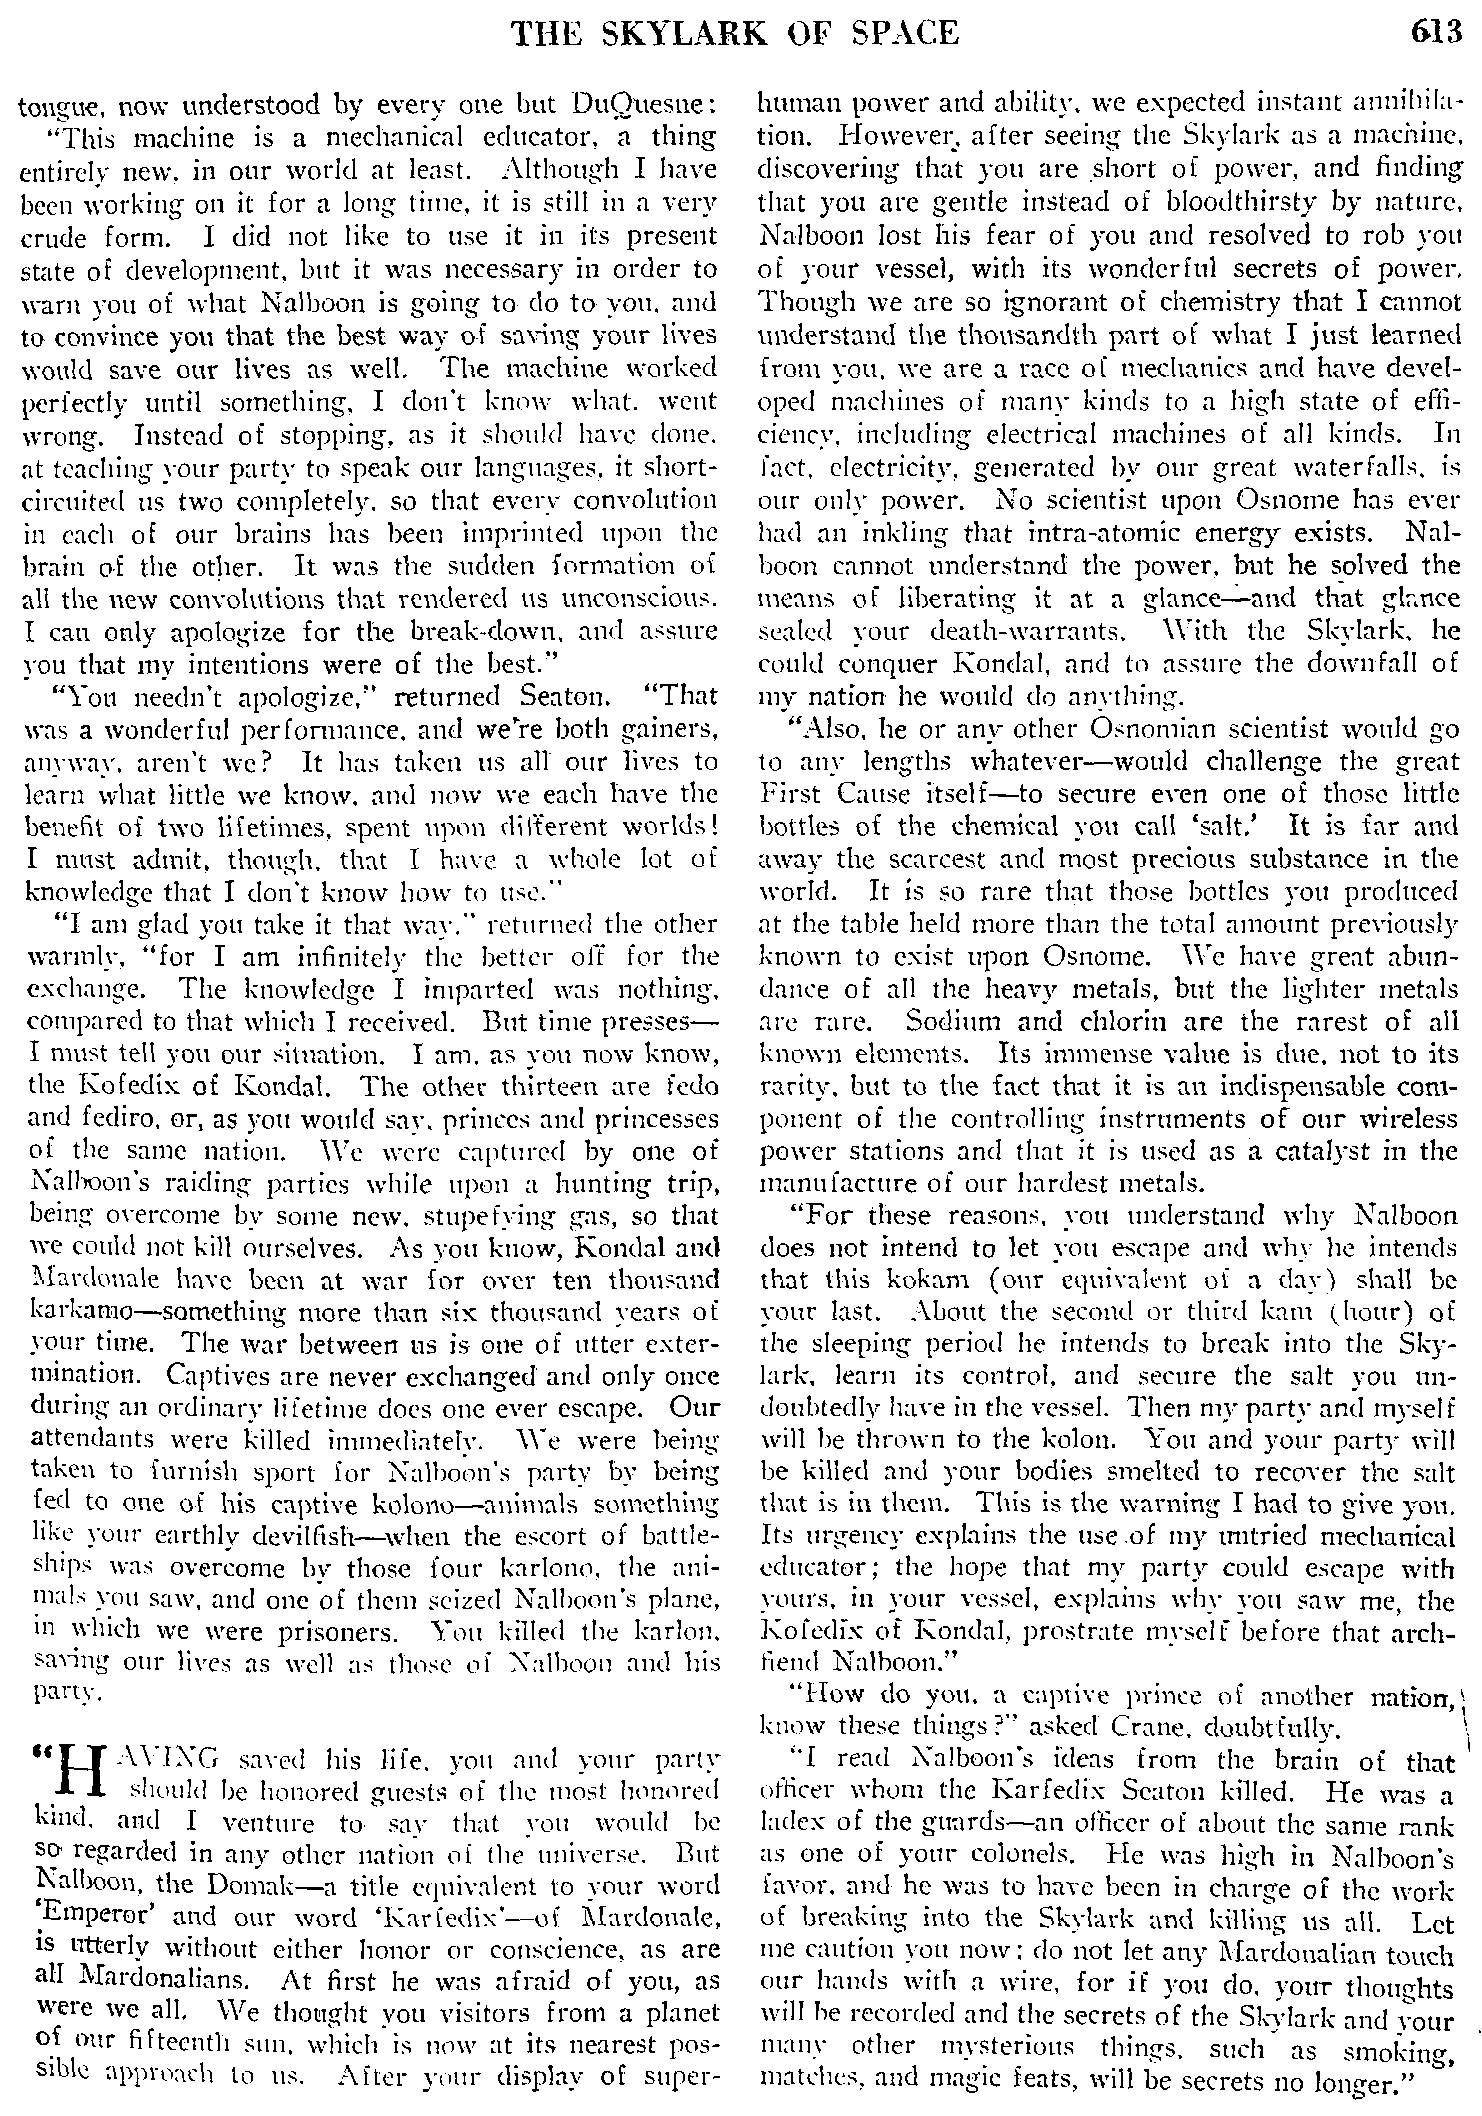 THE SKYLARK OF SPACE
613
tongue, now understood by every one but DuQuesne:
"This machine is a mechanical educator, a thing
entirely new, in our world at least. Although I have
been working on it for a long time, it is still in a very
crude form. I did not like to use it in its present
state of development, but it was necessary in order to
warn you of what Nalboon is going to do to you, and
to convince you that the best way of saving your lives
would save our lives as well. The machine worked
perfectly until something, I don't know what, went
wrong. Instead of stopping, as it should have done,
at teaching your party to speak our languages, it short-
circuited us two completely, so that every convolution
in each of our brains has been imprinted upon the
brain of the other. It was the sudden formation of
all the new convolutions that rendered us unconscious.
I can only apologize for the break-down, and assure
you that my intentions were of the best."
"You needn't apologize," returned Seaton. "That
was a wonderful performance, and we're both gainers,
anyway, aren't we? It has taken us all our lives to
learn what little we know, and now we each have the
benefit of two lifetimes, spent upon different worlds!
I must admit, though, that I have a whole lot of
knowledge that I don't know how to use."
"I am glad you take it that way," returned the other
warmly, "for I am infinitely the better off for the
exchange. The knowledge I imparted was nothing,
compared to that which I received. But time presses—
I must tell you our situation. I am, as you now know,
the Kofedix of Kondal. The other thirteen are fedo
and fediro, or, as you would say, princes and princesses
of the same nation. We were captured by one of
Nalboon's raiding parties while upon a hunting trip,
being overcome by some new, stupefying gas, so that
we could not kill ourselves. As you know, Kondal and
Mardonale have been at war for over ten thousand
karkamo—something more than six thousand years of
your time. The war between us is one of utter exter-
mination. Captives are never exchanged and only once
during an ordinary lifetime does one ever escape. Our
attendants were killed immediately. We were being
taken to furnish sport for Nalboon's party by being
fed to one of his captive kolono—animals something
like your earthly devilfish—when the escort of battle-
ships was overcome by those four karlono, the ani-
mals you saw, and one of them seized Nalboon's plane,
in which we were prisoners. You killed the karlon,
saving our lives as well as those of Nalboon and his
party.
"HAVING saved his life, you and your party
should be honored guests of the most honored
kind, and I venture to say that you would be
so regarded in any other nation of the universe. But
Nalboon, the Domak—a title equivalent to your word
'Emperor' and our word 'Karfedix'—of Mardonale,
is utterly without either honor or conscience, as are
all Mardonalians. At first he was afraid of you, as
were we all. We thought you visitors from a planet
of our fifteenth sun, which is now at its nearest pos-
sible approach to us. After your display of super-
human power and ability, we expected instant annihila-
tion. However, after seeing the Skylark as a machine,
discovering that you are short of power, and finding
that you are gentle instead of bloodthirsty by nature,
Nalboon lost his fear of you and resolved to rob you
of your vessel, with its wonderful secrets of power.
Though we are so ignorant of chemistry that I cannot
understand the thousandth part of what I just learned
from you, we are a race of mechanics and have devel-
oped machines of many kinds to a high state of effi-
ciency, including electrical machines of all kinds. In
fact, electricity, generated by our great waterfalls, is
our only power. No scientist upon Osnome has ever
had an inkling that intra-atomic energy exists. Nal-
boon cannot understand the power, but he solved the
means of liberating it at a glance—and that glance
sealed your death-warrants. With the Skylark, he
could conquer Kondal, and to assure the downfall of
my nation he would do anything.
"Also, he or any other Osnomian scientist would go
to any lengths whatever—would challenge the great
First Cause itself—to secure even one of those little
bottles of the chemical you call 'salt.' It is far and
away the scarcest and most precious substance in the
world. It is so rare that those bottles you produced
at the table held more than the total amount previously
known to exist upon Osnome. We have great abun-
dance of all the heavy metals, but the lighter metals
are rare. Sodium and chlorin are the rarest of all
known elements. Its immense value is due, not to its
rarity, but to the fact that it is an indispensable com-
ponent of the controlling instruments of our wireless
power stations and that it is used as a catalyst in the
manufacture of our hardest metals.
"For these reasons, you understand why Nalboon
does not intend to let you escape and why he intends
that this kokam (our equivalent of a day) shall be
your last. About the second or third kam (hour) of
the sleeping period he intends to break into the Sky-
lark, learn its control, and secure the salt you un-
doubtedly have in the vessel. Then my party and myself
will be thrown to the kolon. You and your party will
be killed and your bodies smelted to recover the salt
that is in them. This is the warning I had to give you.
Its urgency explains the use of my untried mechanical
educator; the hope that my party could escape with
yours, in your vessel, explains why you saw me, the
Kofedix of Kondal, prostrate myself before that arch-
fiend Nalboon."
"How do you, a captive prince of another nation,
know these things?" asked Crane, doubtfully.
"I read Nalboon's ideas from the brain of that
officer whom the Karfedix Seaton killed. He was a
ladex of the guards—an officer of about the same rank
as one of your colonels. He was high in Nalboon's
favor, and he was to have been in charge of the work
of breaking into the Skylark and killing us all. Let
me caution you now; do not let any Mardonalian touch
our hands with a wire, for if you do, your thoughts
will be recorded and the secrets of the Skylark and your
many other mysterious things, such as smoking,
matches, and magic feats, will be secrets no longer."